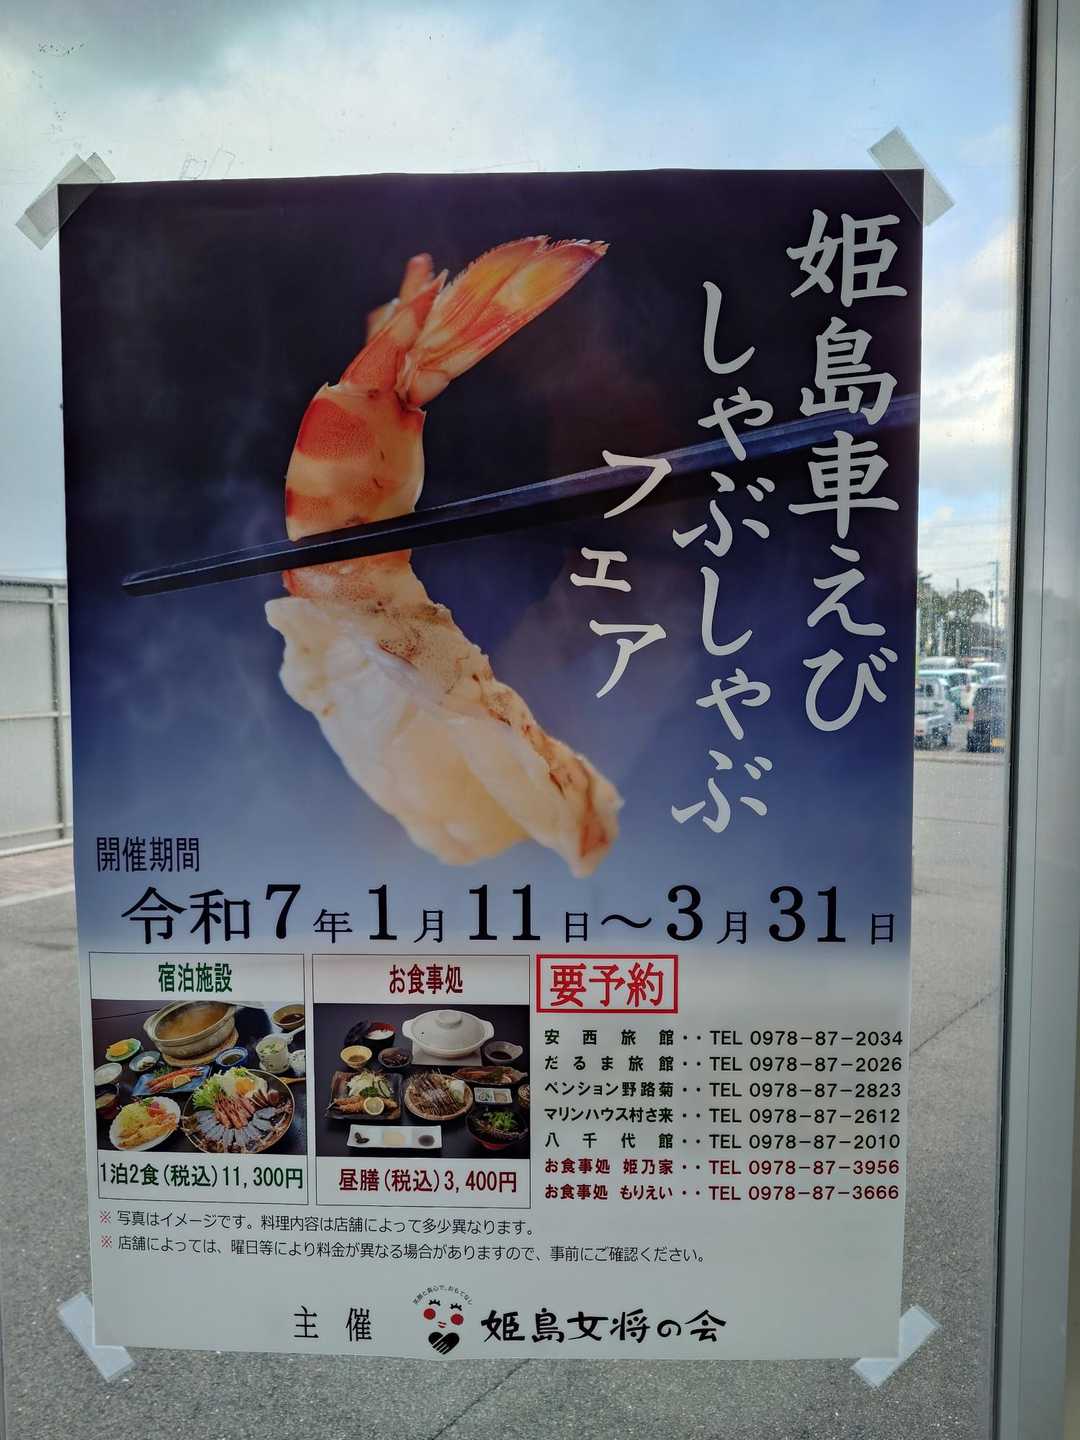 姫島車えび
しゃぶしゃぶ
フェア
開催期間
令和7年1月11日～3月31日
宿泊施設
1泊2食(税込)11,300円
お食事処
昼膳(税込)3,400円
要予約
安西旅館・・TEL 0978－87－2034
だるま旅館・・TEL 0978－87－2026
ペンション野路菊・・TEL 0978－87－2823
マリンハウス村さ来・・TEL 0978－87－2612
八千代館・・TEL 0978－87－2010
お食事処 姫乃家・・TEL 0978－87－3956
お食事処 もりえい・・TEL 0978－87－3666
※ 写真はイメージです。料理内容は店舗によって多少異なります。
※ 店舗によっては、曜日等により料金が異なる場合がありますので、事前にご確認ください。
笑顔と真心で、おもてなし
主催 姫島女将の会